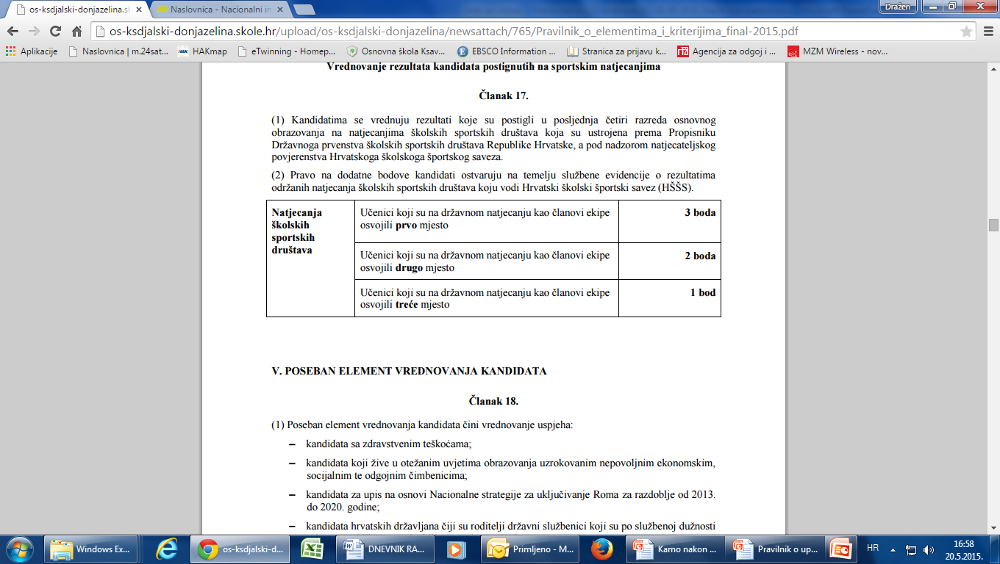 os-ksdjalski-donjazelina.sk
Naslovnica - Nacionalni in
Dražen
os-ksdjalski-donjazelina.skole.hr/upload/os-ksdjalski-donjazelina/newsattach/765/Pravilnik_o_elementima_i_kriterijima_final-2015.pdf
Aplikacije
Naslovnica | m.24sat...
HAK
HAKmap
eTwinning - Homep...
Osnovna škola Ksav...
EBSCO Information ...
Stranica za prijavu k...
Agencija za odgoj i ...
MZM Wireless - nov...
Vrednovanje rezultata kandidata postignutih na sportskim natjecanjima
Članak 17.
(1) Kandidatima se vrednuju rezultati koje su postigli u posljednja četiri razreda osnovnog
obrazovanja na natjecanjima školskih sportskih društava koja su ustrojena prema Propisniku
Državnoga prvenstva školskih sportskih društava Republike Hrvatske, a pod nadzorom natjecateljskog
povjerenstva Hrvatskoga školskoga športskog saveza.
(2) Pravo na dodatne bodove kandidati ostvaruju na temelju službene evidencije o rezultatima
održanih natjecanja školskih sportskih društava koju vodi Hrvatski školski športski savez (HŠŠS).
Natjecanja
školskih
sportskih
društava
Učenici koji su na državnom natjecanju kao članovi ekipe
osvojili prvo mjesto
3 boda
Učenici koji su na državnom natjecanju kao članovi ekipe
osvojili drugo mjesto
2 boda
Učenici koji su na državnom natjecanju kao članovi ekipe
osvojili treće mjesto
1 bod
V. POSEBAN ELEMENT VREDNOVANJA KANDIDATA
Članak 18.
(1) Poseban element vrednovanja kandidata čini vrednovanje uspjeha:
– kandidata sa zdravstvenim teškoćama;
– kandidata koji žive u otežanim uvjetima obrazovanja uzrokovanim nepovoljnim ekonomskim,
socijalnim te odgojnim čimbenicima;
– kandidata za upis na osnovi Nacionalne strategije za uključivanje Roma za razdoblje od 2013.
do 2020. godine;
– kandidata hrvatskih državljana čiji su roditelji državni službenici koji su po službenoj dužnosti
Windows Ex...
os-ksdjalski-d...
DNEVNIK RA...
Primljeno - M...
Kamo nakon ...
Pravilnik o up...
HR
16:58
20.5.2015.